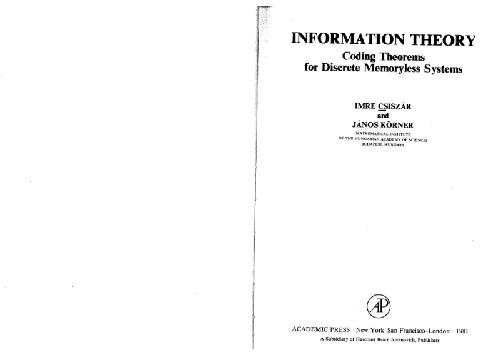 INFORMATION THEORY
Coding Theorems
for Discrete Memoryless Systems
IMRE CSISZÁR
and
JÁNOS KÖRNER
MATHEMATICAL INSTITUTE
OF THE HUNGARIAN ACADEMY OF SCIENCES
BUDAPEST, HUNGARY
AP
ACADEMIC PRESS New York San Francisco London 1981
A Subsidiary of Harcourt Brace Jovanovich, Publishers